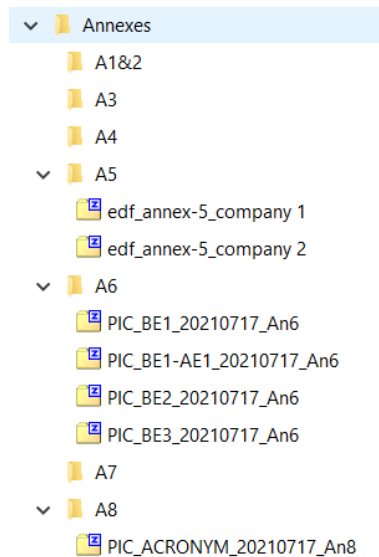 Annexes
A1&2
A3
A4
A5
edf_annex-5_company 1
edf_annex-5_company 2
A6
PIC_BE1_20210717_An6
PIC_BE1-AE1_20210717_An6
PIC_BE2_20210717_An6
PIC_BE3_20210717_An6
A7
A8
PIC_ACRONYM_20210717_An8